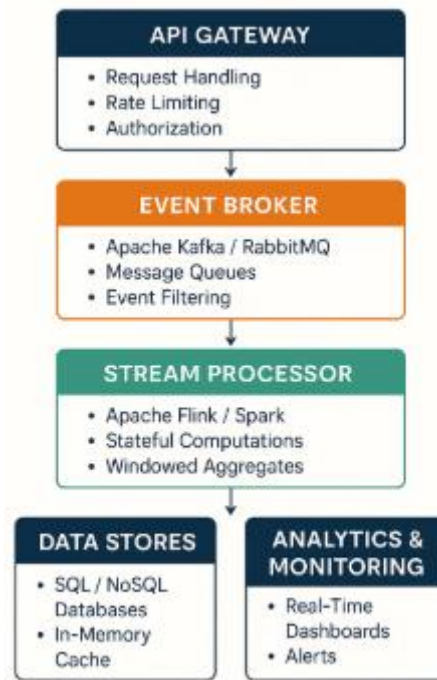 API GATEWAY
• Request Handling
• Rate Limiting
• Authorization
EVENT BROKER
• Apache Kafka / RabbitMQ
• Message Queues
• Event Filtering
STREAM PROCESSOR
• Apache Flink / Spark
• Stateful Computations
• Windowed Aggregates
DATA STORES
• SQL / NoSQL
Databases
• In-Memory
Cache
ANALYTICS &
MONITORING
• Real-Time
Dashboards
• Alerts